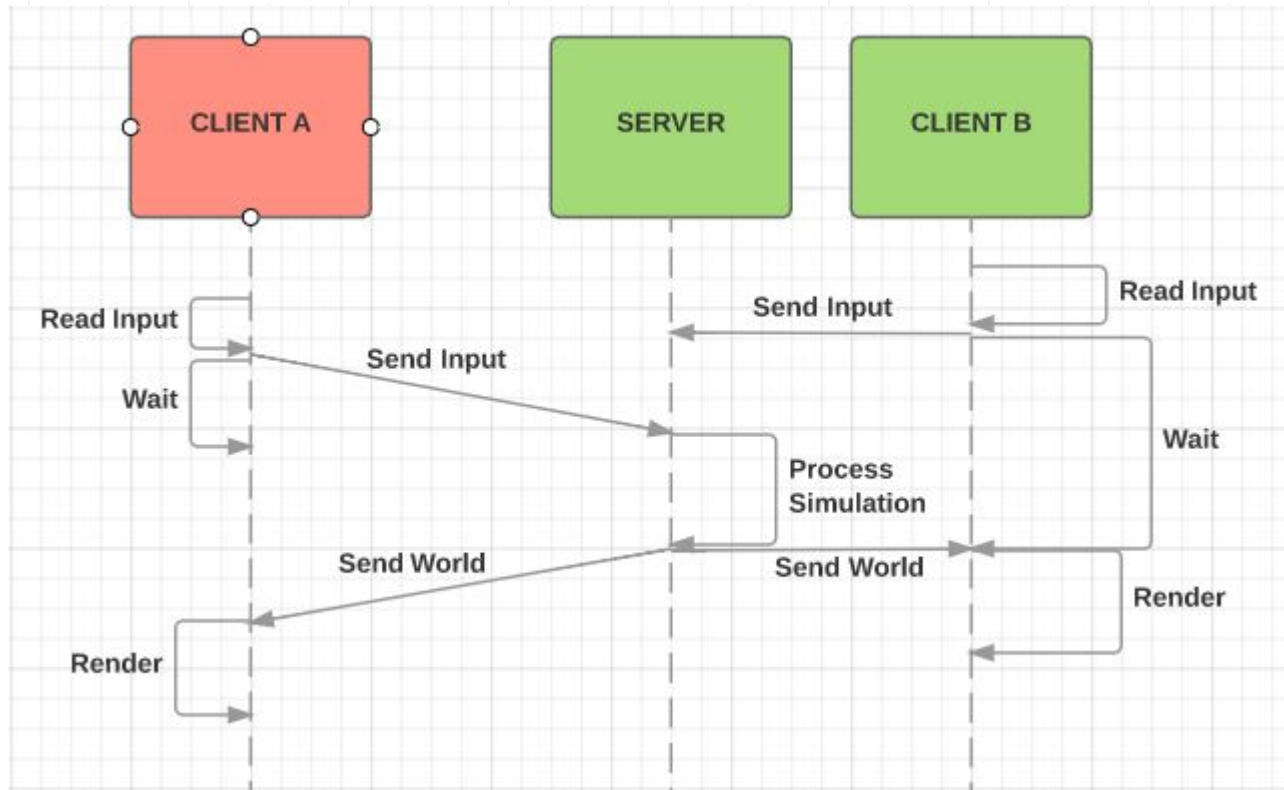 CLIENT A
SERVER
CLIENT B
Read Input
Send Input
Read Input
Send Input
Wait
Wait
Process
Simulation
Send World
Send World
Render
Render